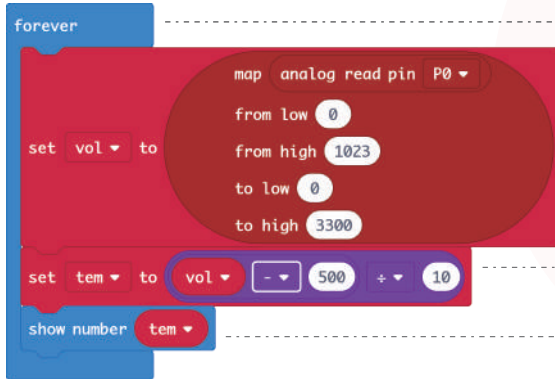 forever
map analog read pin P0
from low 0
set vol to from high 1023
to low 0
to high 3300
set tem to vol - 500 ÷ 10
show number tem